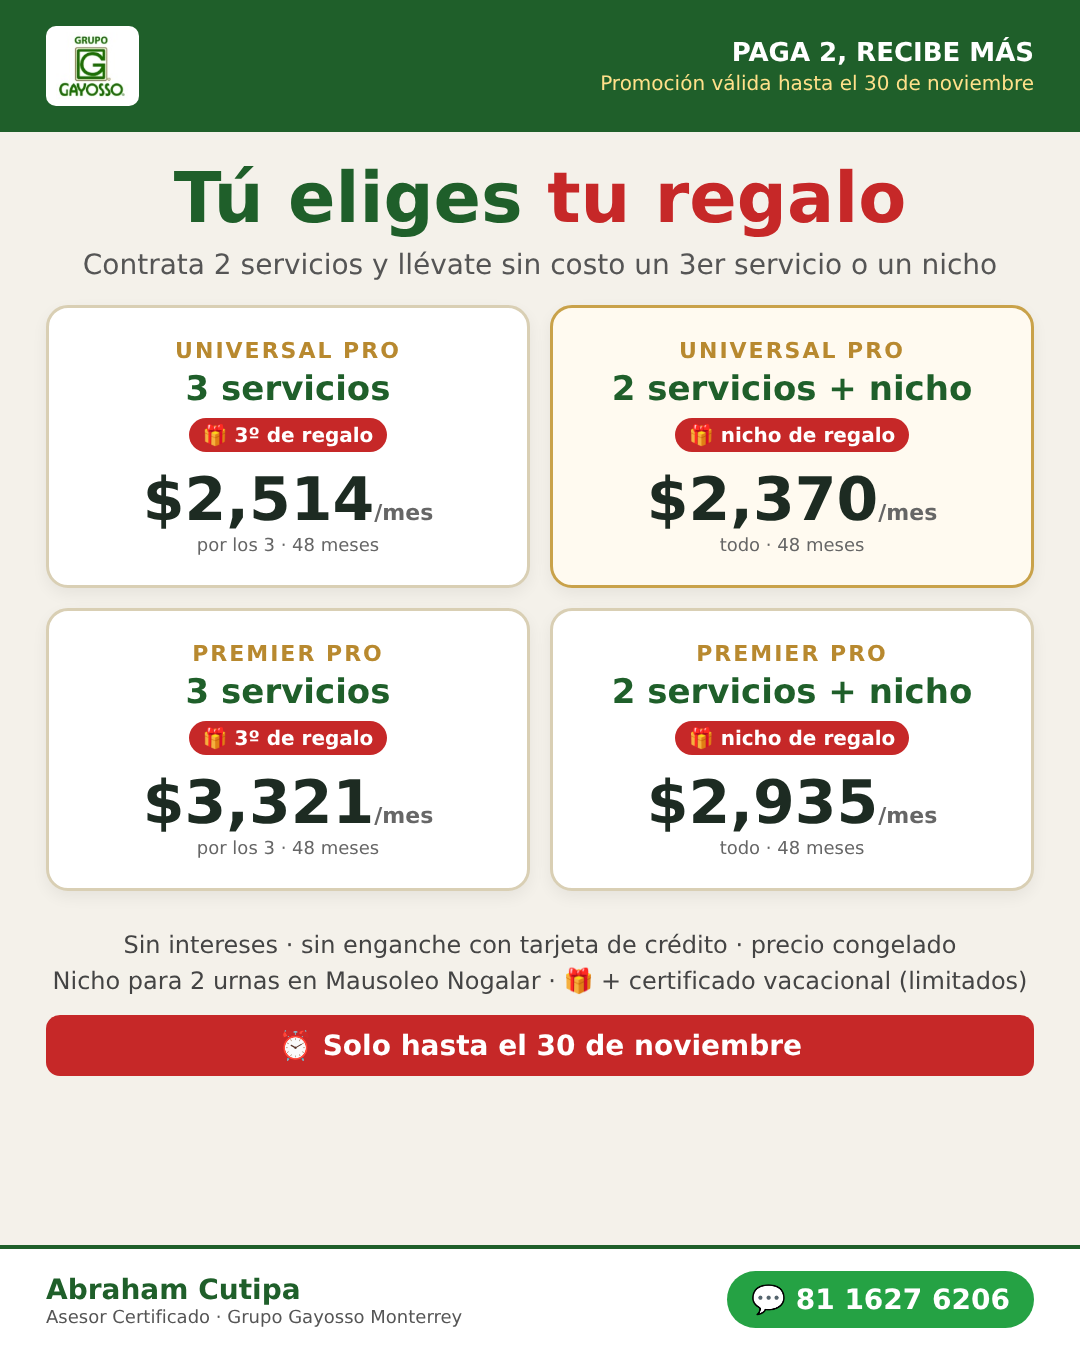 GRUPO
G
GAYOSSO
PAGA 2, RECIBE MÁS
Promoción válida hasta el 30 de noviembre
Tú eliges tu regalo
Contrata 2 servicios y llévate sin costo un 3er servicio o un nicho
UNIVERSAL PRO
3 servicios
🎁 3º de regalo
$2,514/mes
por los 3 · 48 meses
UNIVERSAL PRO
2 servicios + nicho
🎁 nicho de regalo
$2,370/mes
todo · 48 meses
PREMIER PRO
3 servicios
🎁 3º de regalo
$3,321/mes
por los 3 · 48 meses
PREMIER PRO
2 servicios + nicho
🎁 nicho de regalo
$2,935/mes
todo · 48 meses
Sin intereses · sin enganche con tarjeta de crédito · precio congelado
Nicho para 2 urnas en Mausoleo Nogalar · 🎁 + certificado vacacional (limitados)
⏰ Solo hasta el 30 de noviembre
Abraham Cutipa
Asesor Certificado · Grupo Gayosso Monterrey
💬 81 1627 6206